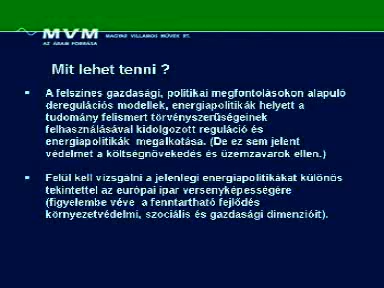 MVM MAGYAR VILLAMOS MŰVEK RT.
AZ ÁRAM FORRÁSA
Mit lehet tenni ?
A felszínes gazdasági, politikai megfontolásokon alapuló
deregulációs modellek, energiapolitikák helyett a
tudomány felismert törvényszerűségeinek
felhasználásával kidolgozott reguláció és
energiapolitikák megalkotása. (De ez sem jelent
védelmet a költségnövekedés és üzemzavarok ellen.)
Felül kell vizsgálni a jelenlegi energiapolitikákat különös
tekintettel az európai ipar versenyképességére
(figyelembe véve a fenntartható fejlődés
környezetvédelmi, szociális és gazdasági dimenzióit).